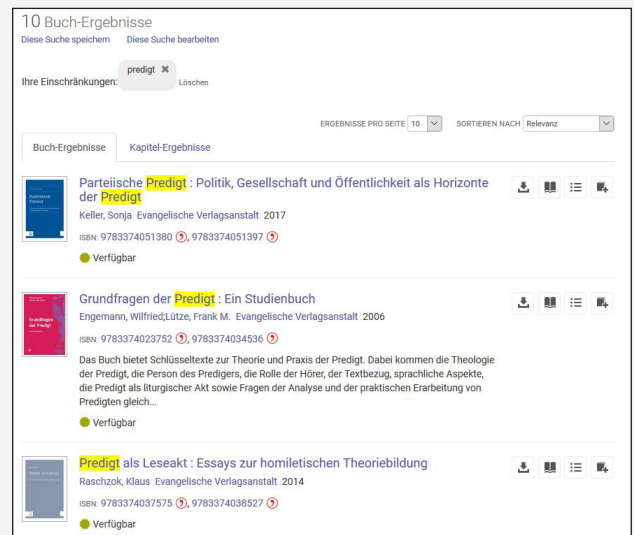 10 Buch-Ergebnisse
Diese Suche speichern Diese Suche bearbeiten
predigt
Ihre Einschränkungen: Löschen
ERGEBNISSE PRO SEITE 10 SORTIEREN NACH Relevanz
Buch-Ergebnisse Kapitel-Ergebnisse
Parteiische Predigt : Politik, Gesellschaft und Öffentlichkeit als Horizonte
der Predigt
Keller, Sonja Evangelische Verlagsanstalt 2017
ISBN: 9783374051380, 9783374051397
Verfügbar
Grundfragen der Predigt : Ein Studienbuch
Engemann, Wilfried;Lütze, Frank M. Evangelische Verlagsanstalt 2006
ISBN: 9783374023752, 9783374034536
Das Buch bietet Schlüsseltexte zur Theorie und Praxis der Predigt. Dabei kommen die Theologie
der Predigt, die Person des Predigers, die Rolle der Hörer, der Textbezug, sprachliche Aspekte,
die Predigt als liturgischer Akt sowie Fragen der Analyse und der praktischen Erarbeitung von
Predigten gleich...
Verfügbar
Predigt als Leseakt : Essays zur homiletischen Theoriebildung
Raschzok, Klaus Evangelische Verlagsanstalt 2014
ISBN: 9783374037575, 9783374038527
Verfügbar